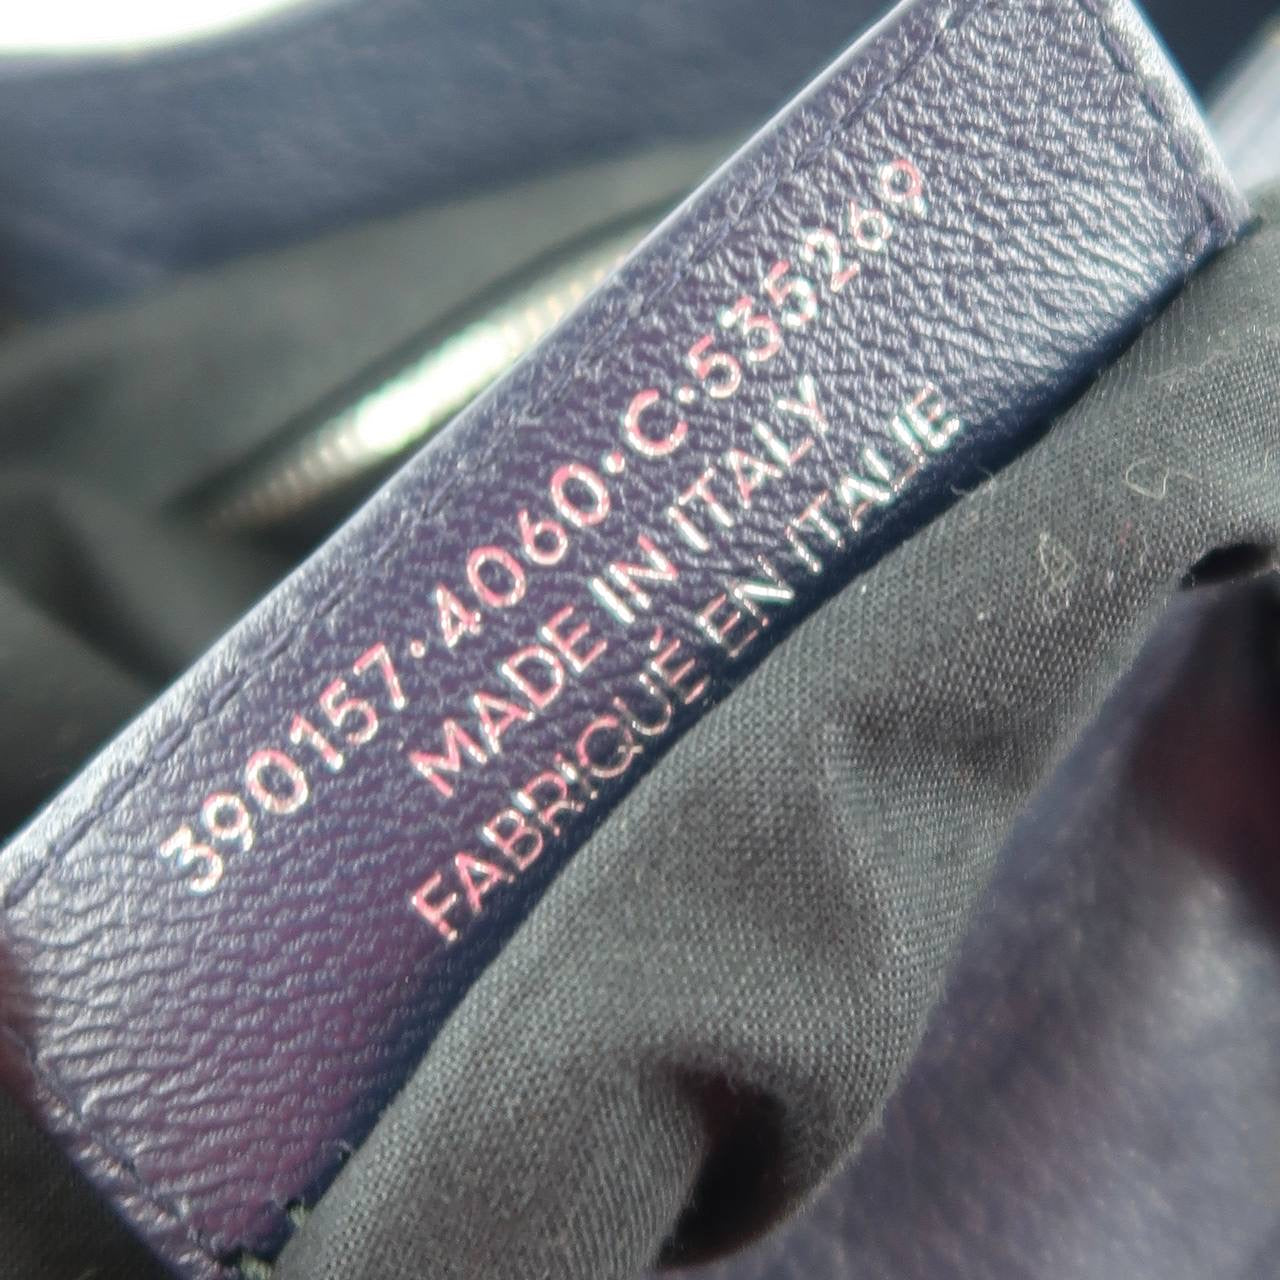 390157·4060·C·535269
MADE IN ITALY
FABRIQUÉ EN ITALIE